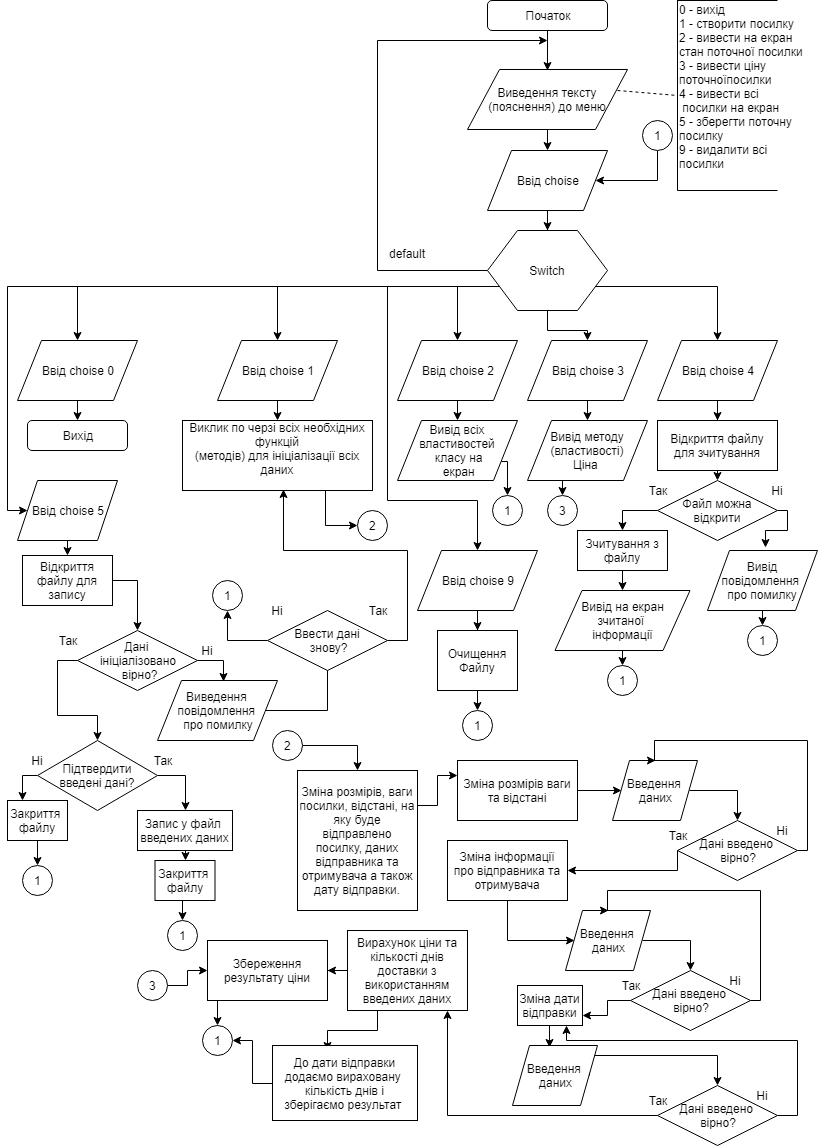 Початок
0 - вихід
1 - створити посилку
2 - вивести на екран
стан поточної посилки
3 - вивести ціну
поточноїпосилки
4 - вивести всі
посилки на екран
5 - зберегти поточну
посилку
9 - видалити всі
посилки
Виведення тексту
(пояснення) до меню
1
Ввід choise
default
Switch
Ввід choise 0
Ввід choise 1
Ввід choise 2
Ввід choise 3
Ввід choise 4
Вихід
Виклик по черзі всіх необхідних
функцій
(методів) для ініціалізації всіх
даних
Вивід всіх
властивостей
класу на
екран
Вивід методу
(властивості)
Ціна
Відкриття файлу
для зчитування
Ввід choise 5
2
1
3
Так
Файл можна
відкрити
Ні
Відкриття
файлу для
запису
Ввід choise 9
Зчитування з
файлу
Вивід
повідомлення
про помилку
1
Ні
Ввести дані
знову?
Так
Вивід на екран
зчитаної
інформації
1
Так
Дані
ініціалізовано
вірно?
Ні
Очищення
Файлу
1
Виведення
повідомлення
про помилку
1
2
Ні
Підтвердити
введені дані?
Так
Зміна розмірів, ваги
посилки, відстані, на
яку буде
відправлено
посилку, даних
відправника та
отримувача а також
дату відправки.
Зміна розмірів ваги
та відстані
Введення
даних
Закриття
файлу
Запис у файл
введених даних
Так
Дані введено
вірно?
Ні
1
Закриття
файлу
Зміна інформації
про відправника та
отримувача
1
Введення
даних
3
Збереження
результату ціни
Вирахунок ціни та
кількості днів
доставки з
використанням
введених даних
Так
Дані введено
вірно?
Ні
Зміна дати
відправки
1
До дати відправки
додаємо вираховану
кількість днів і
зберігаємо результат
Введення
даних
Так
Дані введено
вірно?
Ні